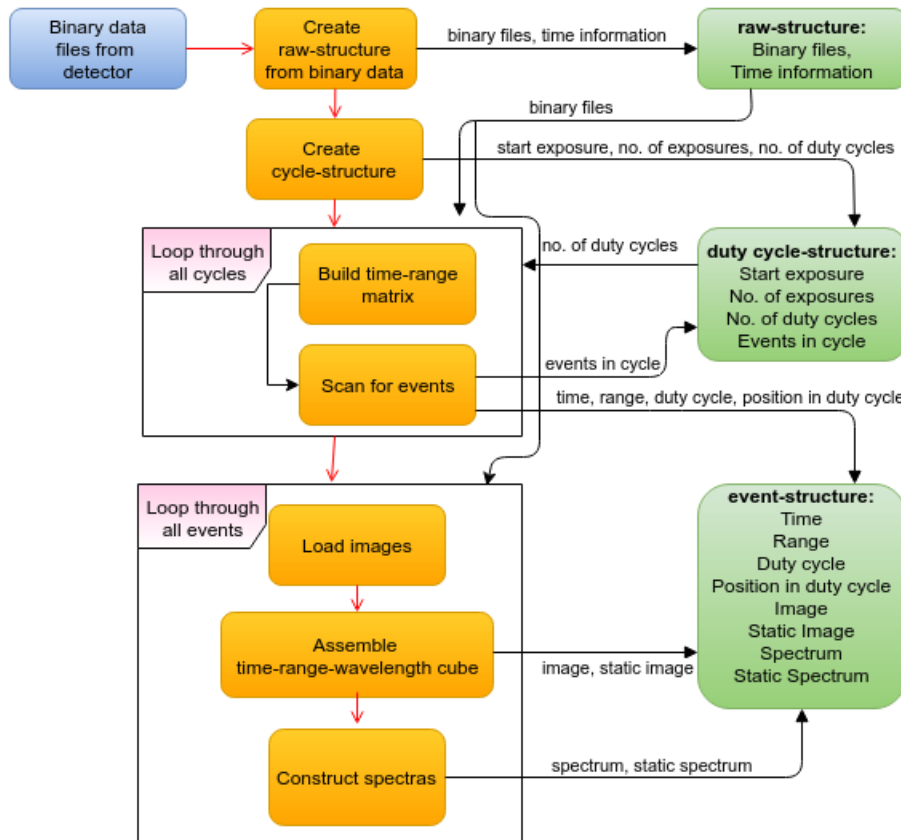 Binary data
files from
detector
Create
raw-structure
from binary data
binary files, time information
raw-structure:
Binary files,
Time information
binary files
Create
cycle-structure
start exposure, no. of exposures, no. of duty cycles
Loop through
all cycles
Build time-range
matrix
no. of duty cycles
duty cycle-structure:
Start exposure
No. of exposures
No. of duty cycles
Events in cycle
Scan for events
events in cycle
time, range, duty cycle, position in duty cycle
Loop through
all events
Load images
event-structure:
Time
Range
Duty cycle
Position in duty cycle
Image
Static Image
Spectrum
Static Spectrum
Assemble
time-range-wavelength cube
image, static image
Construct spectras
spectrum, static spectrum